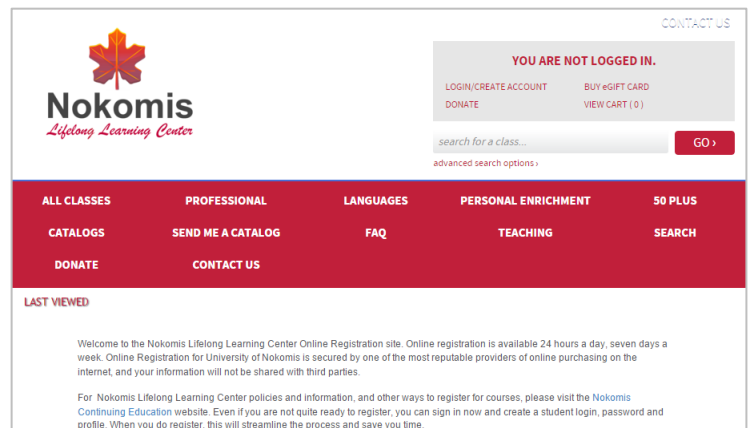 CONTACT US
Nokomis
Lifelong Learning Center
YOU ARE NOT LOGGED IN.
LOGIN/CREATE ACCOUNT BUY eGIFT CARD
DONATE VIEW CART ( 0 )
search for a class... GO ›
advanced search options ›
ALL CLASSES PROFESSIONAL LANGUAGES PERSONAL ENRICHMENT 50 PLUS
CATALOGS SEND ME A CATALOG FAQ TEACHING SEARCH
DONATE CONTACT US
LAST VIEWED
Welcome to the Nokomis Lifelong Learning Center Online Registration site. Online registration is available 24 hours a day, seven days a
week. Online Registration for University of Nokomis is secured by one of the most reputable providers of online purchasing on the
internet, and your information will not be shared with third parties.
For Nokomis Lifelong Learning Center policies and information, and other ways to register for courses, please visit the Nokomis
Continuing Education website. Even if you are not quite ready to register, you can sign in now and create a student login, password and
profile. When you do register, this will streamline the process and save you time.